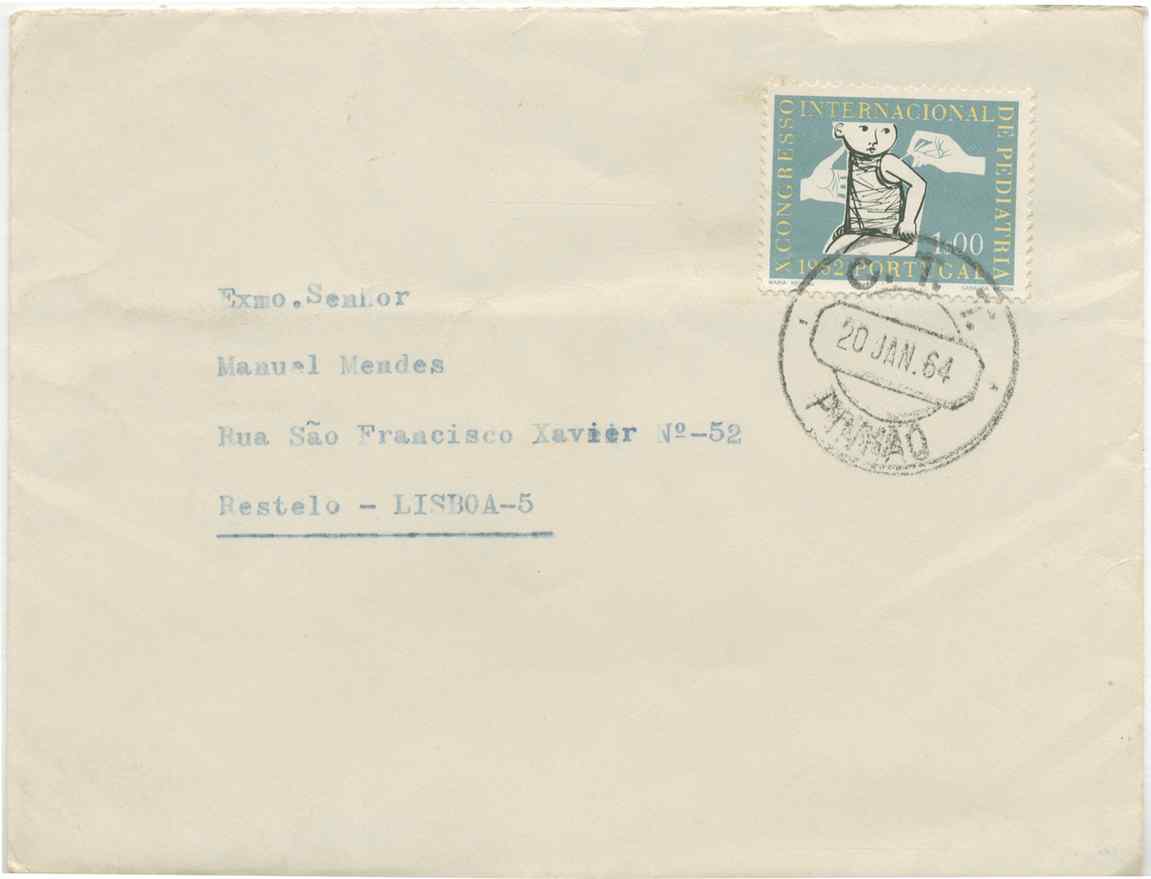 X CONGRESSO INTERNACIONAL DE PEDIATRIA
1.00
1962 PORTUGAL
C. T. T.
20 JAN. 64
PINHÃO
Exmo. Senhor
Manuel Mendes
Rua São Francisco Xavier Nº-52
Restelo - LISBOA-5